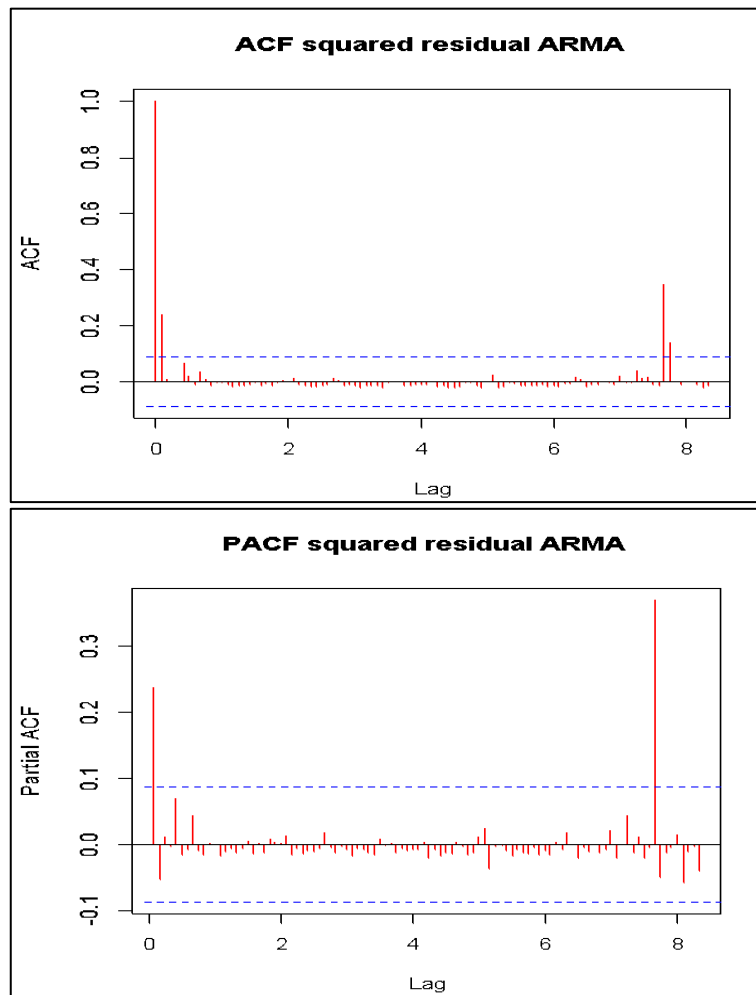 ACF squared residual ARMA
ACF
1.0
0.8
0.6
0.4
0.2
0.0
0 2 4 6 8
Lag
PACF squared residual ARMA
Partial ACF
0.3
0.2
0.1
0.0
-0.1
0 2 4 6 8
Lag